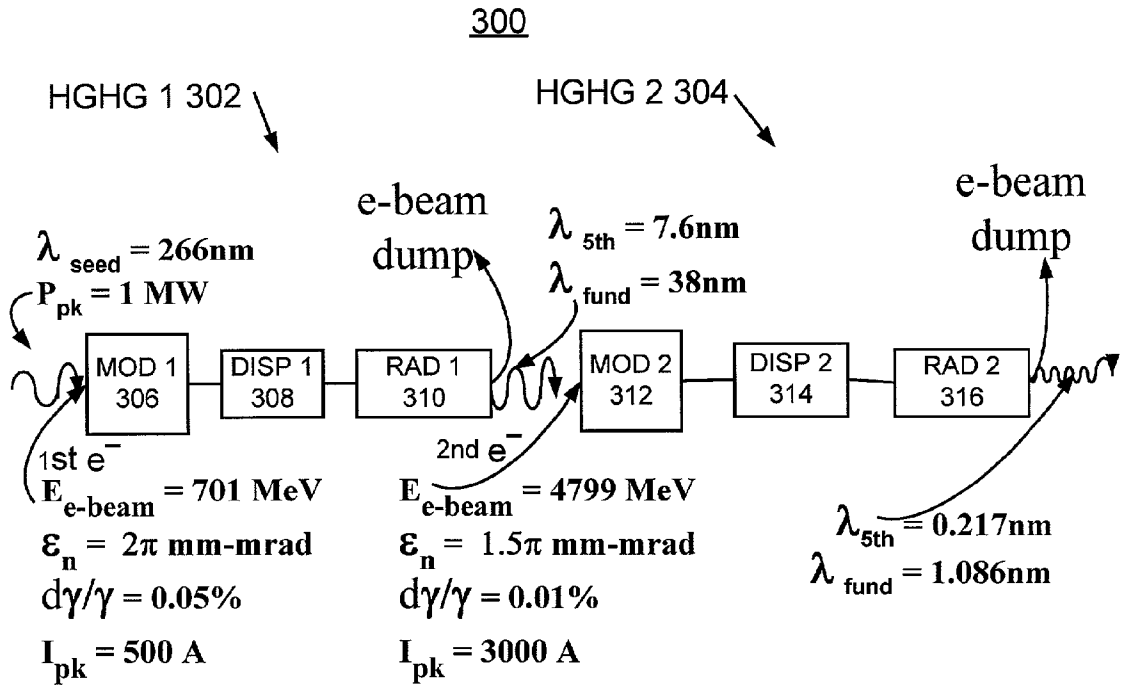 300
HGHG 1 302
HGHG 2 304
e-beam
dump
e-beam
dump
λ seed = 266nm
P pk = 1 MW
λ 5th = 7.6nm
λ fund = 38nm
MOD 1
306
DISP 1
308
RAD 1
310
MOD 2
312
DISP 2
314
RAD 2
316
1st e⁻
E e-beam = 701 MeV
εn = 2π mm-mrad
dγ/γ = 0.05%
I pk = 500 A
2nd e⁻
E e-beam = 4799 MeV
εn = 1.5π mm-mrad
dγ/γ = 0.01%
I pk = 3000 A
λ 5th = 0.217nm
λ fund = 1.086nm